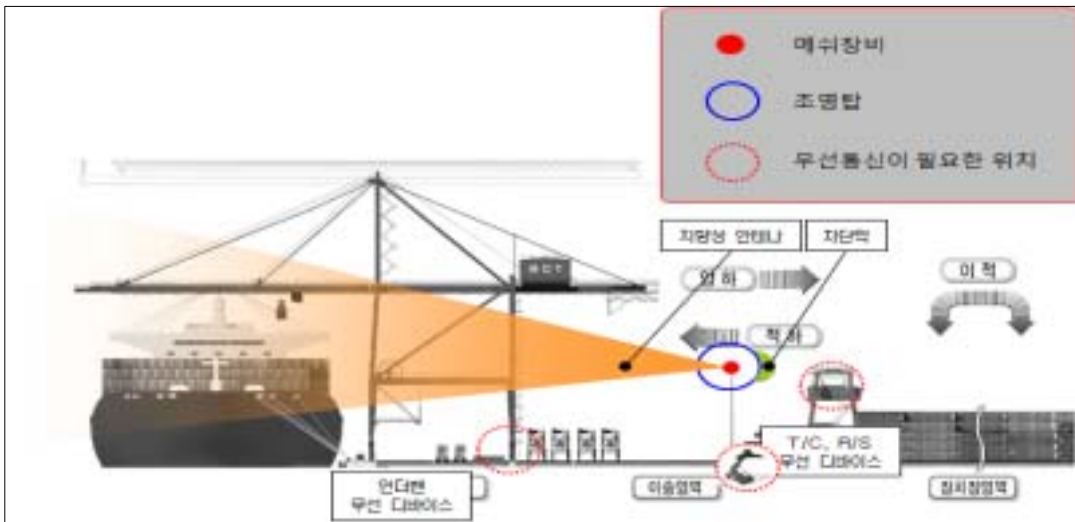 메쉬장비
조명탑
무선통신이 필요한 위치
지향성 안테나
차단벽
양 하
이 적
적 하
T/C, R/S
무선 디바이스
언더맨
무선 디바이스
이송영역
장치장영역